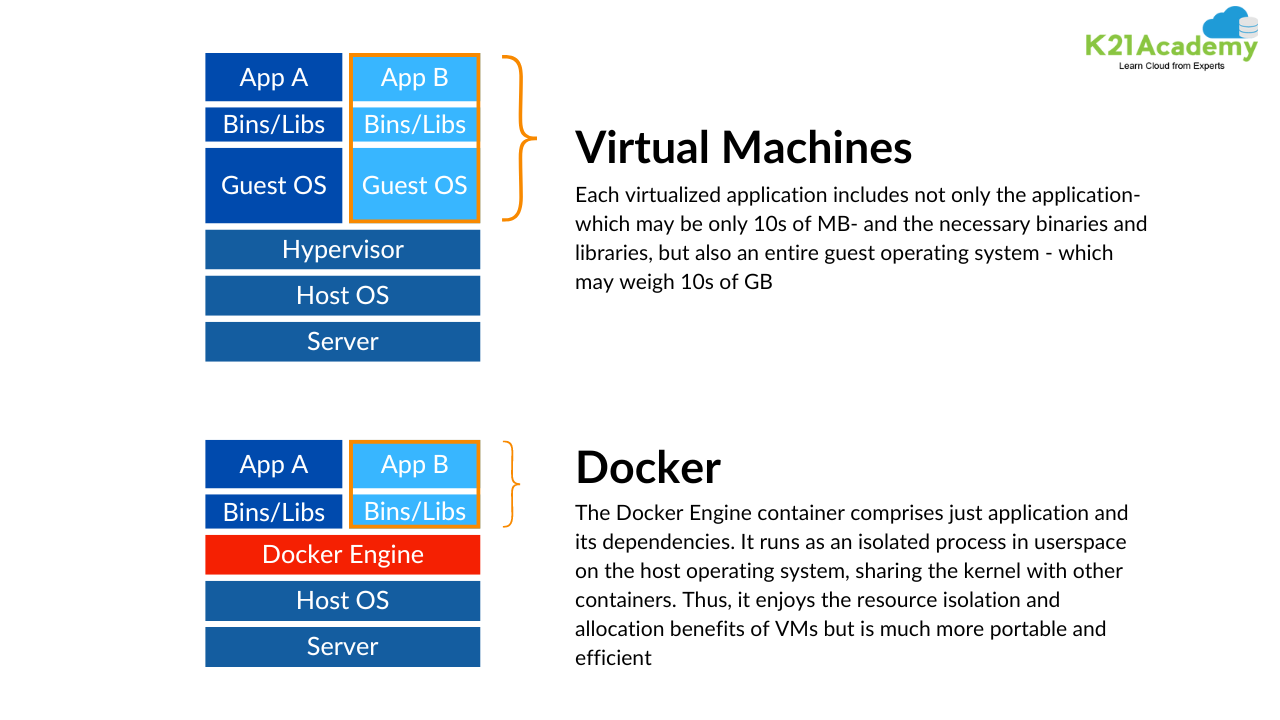 K21Academy
Learn Cloud from Experts
App A
App B
Bins/Libs
Bins/Libs
Guest OS
Guest OS
Hypervisor
Host OS
Server
Virtual Machines
Each virtualized application includes not only the application-
which may be only 10s of MB- and the necessary binaries and
libraries, but also an entire guest operating system - which
may weigh 10s of GB
App A
App B
Bins/Libs
Bins/Libs
Docker Engine
Host OS
Server
Docker
The Docker Engine container comprises just application and
its dependencies. It runs as an isolated process in userspace
on the host operating system, sharing the kernel with other
containers. Thus, it enjoys the resource isolation and
allocation benefits of VMs but is much more portable and
efficient